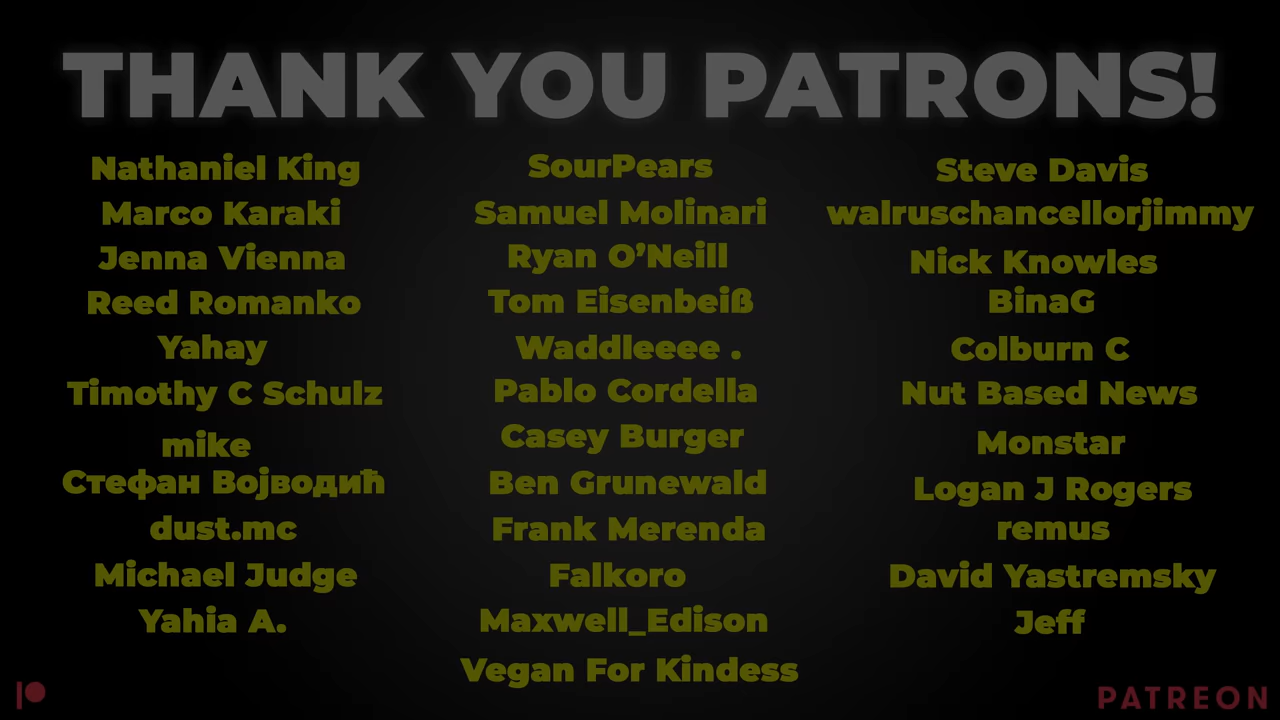 THANK YOU PATRONS!
Nathaniel King
Marco Karaki
Jenna Vienna
Reed Romanko
Yahay
Timothy C Schulz
mike
Стефан Војводић
dust.mc
Michael Judge
Yahia A.
SourPears
Samuel Molinari
Ryan O’Neill
Tom Eisenbeiß
Waddleeee .
Pablo Cordella
Casey Burger
Ben Grunewald
Frank Merenda
Falkoro
Maxwell_Edison
Vegan For Kindess
Steve Davis
walruschancellorjimmy
Nick Knowles
BinaG
Colburn C
Nut Based News
Monstar
Logan J Rogers
remus
David Yastremsky
Jeff
PATREON